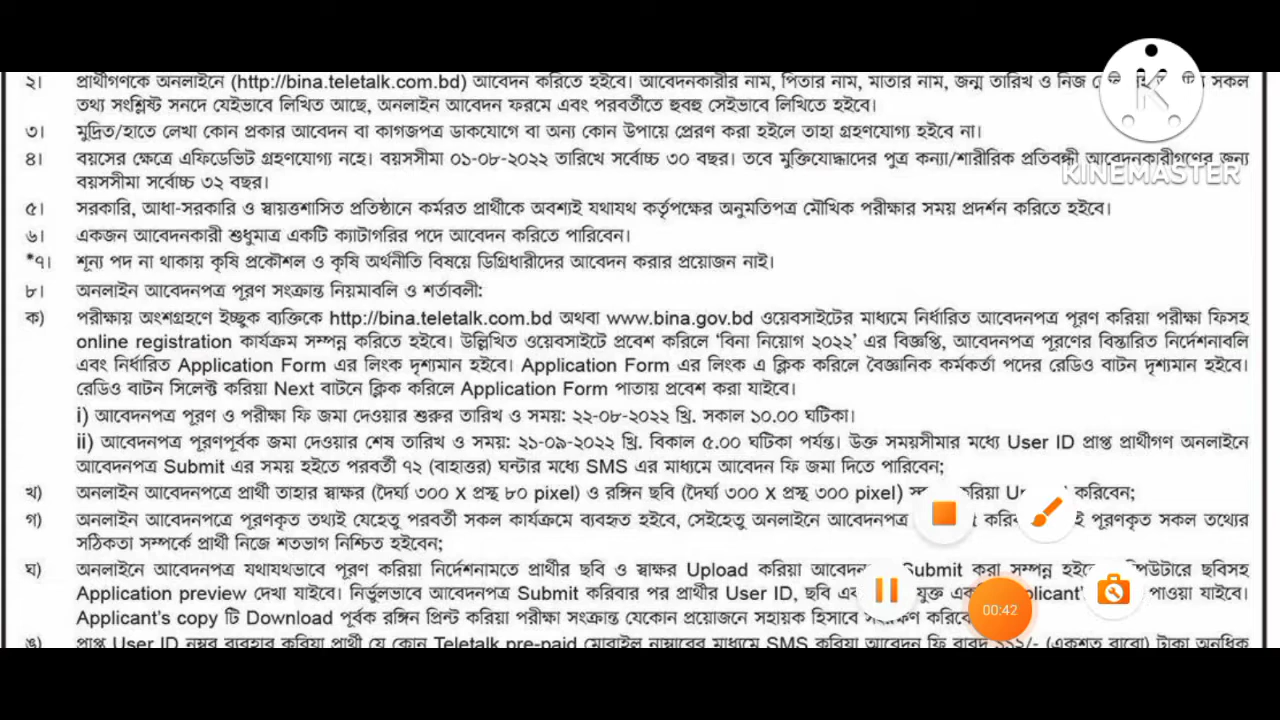 ২। প্রার্থীগণকে অনলাইনে (http://bina.teletalk.com.bd) আবেদন করিতে হইবে। আবেদনকারীর নাম, পিতার নাম, মাতার নাম, জন্ম তারিখ ও নিজ সকল
তথ্য সংশ্লিষ্ট সনদে যেইভাবে লিখিত আছে, অনলাইন আবেদন ফরমে এবং পরবর্তীতে হুবহু সেইভাবে লিখিতে হইবে।
৩। মুদ্রিত/হাতে লেখা কোন প্রকার আবেদন বা কাগজপত্র ডাকযোগে বা অন্য কোন উপায়ে প্রেরণ করা হইলে তাহা গ্রহণযোগ্য হইবে না।
৪। বয়সের ক্ষেত্রে এফিডেভিট গ্রহণযোগ্য নহে। বয়সসীমা ০১-০৮-২০২২ তারিখে সর্বোচ্চ ৩০ বছর। তবে মুক্তিযোদ্ধাদের পুত্র কন্যা/শারীরিক প্রতিবন্ধী আবেদনকারীগণের জন্য
KINEMASTER
বয়সসীমা সর্বোচ্চ ৩২ বছর।
৫। সরকারি, আধা-সরকারি ও স্বায়ত্তশাসিত প্রতিষ্ঠানে কর্মরত প্রার্থীকে অবশ্যই যথাযথ কর্তৃপক্ষের অনুমতিপত্র মৌখিক পরীক্ষার সময় প্রদর্শন করিতে হইবে।
৬। একজন আবেদনকারী শুধুমাত্র একটি ক্যাটাগরির পদে আবেদন করিতে পারিবেন।
*৭। শূন্য পদ না থাকায় কৃষি প্রকৌশল ও কৃষি অর্থনীতি বিষয়ে ডিগ্রিধারীদের আবেদন করার প্রয়োজন নাই।
৮। অনলাইন আবেদনপত্র পূরণ সংক্রান্ত নিয়মাবলি ও শর্তাবলী:
ক) পরীক্ষায় অংশগ্রহণে ইচ্ছুক ব্যক্তিকে http://bina.teletalk.com.bd অথবা www.bina.gov.bd ওয়েবসাইটের মাধ্যমে নির্ধারিত আবেদনপত্র পূরণ করিয়া পরীক্ষা ফিসহ
online registration কার্যক্রম সম্পন্ন করিতে হইবে। উল্লিখিত ওয়েবসাইটে প্রবেশ করিলে ‘বিনা নিয়োগ ২০২২’ এর বিজ্ঞপ্তি, আবেদনপত্র পূরণের বিস্তারিত নির্দেশনাবলি
এবং নির্ধারিত Application Form এর লিংক দৃশ্যমান হইবে। Application Form এর লিংক এ ক্লিক করিলে বৈজ্ঞানিক কর্মকর্তা পদের রেডিও বাটন দৃশ্যমান হইবে।
রেডিও বাটন সিলেক্ট করিয়া Next বাটনে ক্লিক করিলে Application Form পাতায় প্রবেশ করা যাইবে।
i) আবেদনপত্র পূরণ ও পরীক্ষা ফি জমা দেওয়ার শুরুর তারিখ ও সময়: ২২-০৮-২০২২ খ্রি. সকাল ১০.০০ ঘটিকা।
ii) আবেদনপত্র পূরণপূর্বক জমা দেওয়ার শেষ তারিখ ও সময়: ২১-০৯-২০২২ খ্রি. বিকাল ৫.০০ ঘটিকা পর্যন্ত। উক্ত সময়সীমার মধ্যে User ID প্রাপ্ত প্রার্থীগণ অনলাইনে
আবেদনপত্র Submit এর সময় হইতে পরবর্তী ৭২ (বাহাত্তর) ঘন্টার মধ্যে SMS এর মাধ্যমে আবেদন ফি জমা দিতে পারিবেন;
খ) অনলাইন আবেদনপত্রে প্রার্থী তাহার স্বাক্ষর (দৈর্ঘ্য ৩০০ X প্রস্থ ৮০ pixel) ও রঙ্গিন ছবি (দৈর্ঘ্য ৩০০ X প্রস্থ ৩০০ pixel) করিবেন;
গ) অনলাইন আবেদনপত্রে পূরণকৃত তথ্যই যেহেতু পরবর্তী সকল কার্যক্রমে ব্যবহৃত হইবে, সেইহেতু অনলাইনে আবেদনপত্র পূরণকৃত সকল তথ্যের
সঠিকতা সম্পর্কে প্রার্থী নিজে শতভাগ নিশ্চিত হইবেন;
ঘ) অনলাইনে আবেদনপত্র যথাযথভাবে পূরণ করিয়া নির্দেশনামতে প্রার্থীর ছবি ও স্বাক্ষর Upload করিয়া Submit করা সম্পন্ন ছবিসহ
Application preview দেখা যাইবে। নির্ভুলভাবে আবেদনপত্র Submit করিবার পর প্রার্থীর User ID, ছবি পাওয়া যাইবে।
00:42
Applicant's copy টি Download পূর্বক রঙ্গিন প্রিন্ট করিয়া পরীক্ষা সংক্রান্ত যেকোন প্রয়োজনে সহায়ক হিসাবে
ঙ) প্রাপ্ত User ID নম্বর ব্যবহার করিয়া প্রার্থী যে কোন Teletalk pre-paid মোবাইল নাম্বারের মাধ্যমে SMS করিয়া আবেদন ফি বাবদ ১১২/- (একশত বারো) টাকা অনধিক